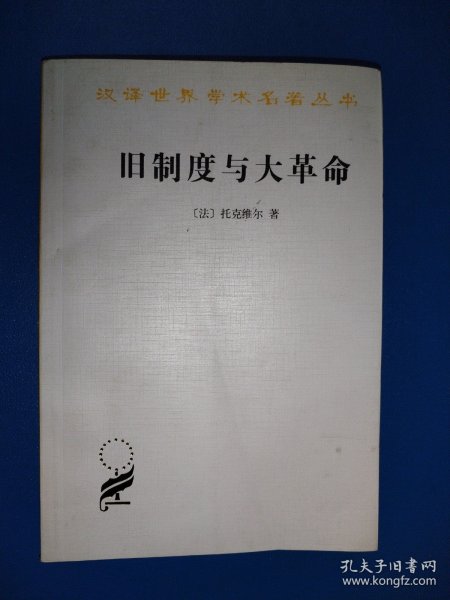 汉译世界学术名著丛书
旧制度与大革命
〔法〕托克维尔 著
孔夫子旧书网
www.kongfz.com